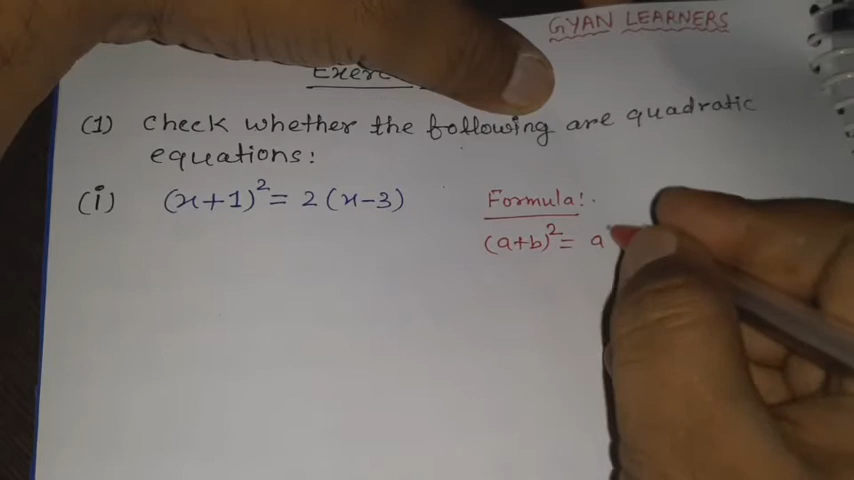 GYAN LEARNERS
(1) Check whether the following are quadratic
equations:
(i) (x+1)² = 2(x-3)
Formula:
(a+b)² = a